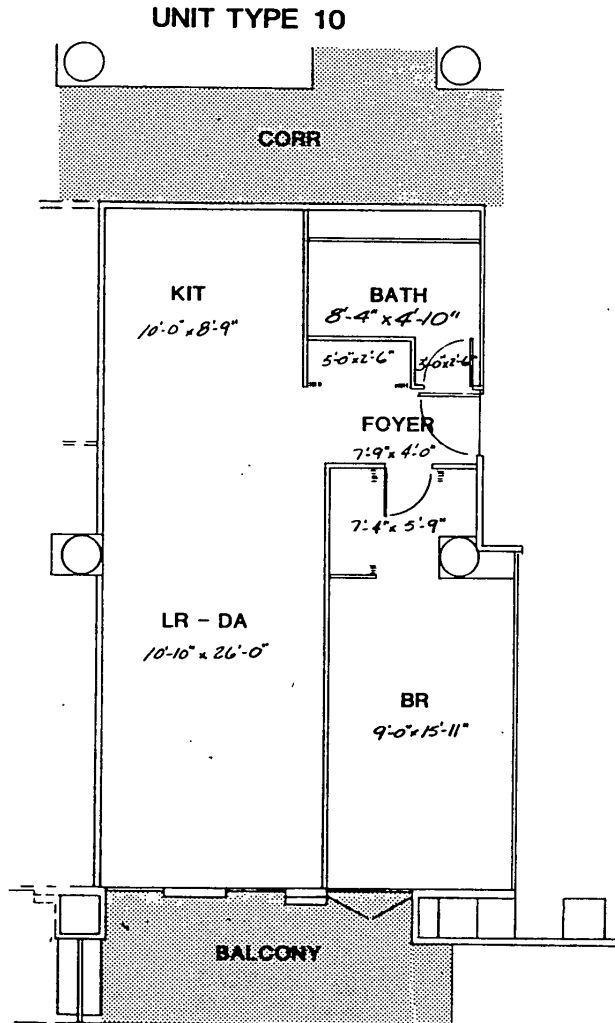 UNIT TYPE 10
CORR
KIT
10'-0" x 8'-9"
BATH
8'-4" x 4'-10"
5'-0" x 2'-6"
3'-0" x 2'-6"
FOYER
7'-9" x 4'-0"
7'-4" x 5'-9"
LR - DA
10'-10" x 26'-0"
BR
9'-0" x 15'-11"
BALCONY